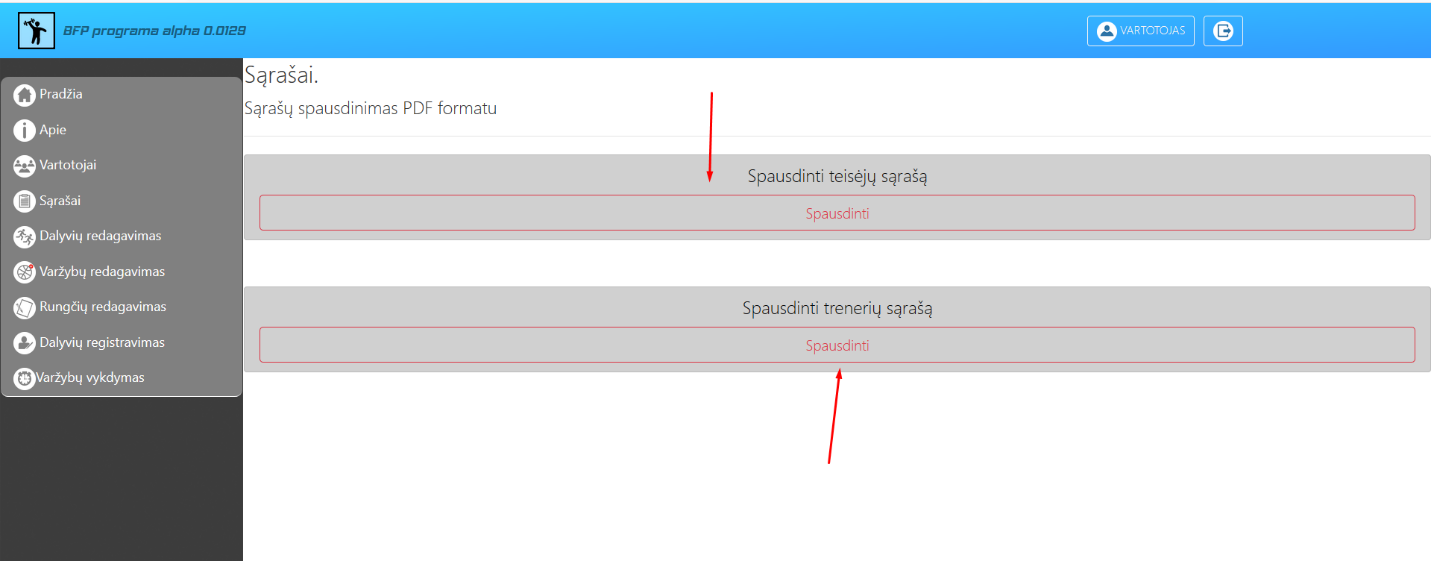 BFP programa alpha 0.0129
VARTOTOJAS
Pradžia
Apie
Vartotojai
Sąrašai
Dalyvių redagavimas
Varžybų redagavimas
Rungčių redagavimas
Dalyvių registravimas
Varžybų vykdymas
Sąrašai.
Sąrašų spausdinimas PDF formatu
Spausdinti teisėjų sąrašą
Spausdinti
Spausdinti trenerių sąrašą
Spausdinti